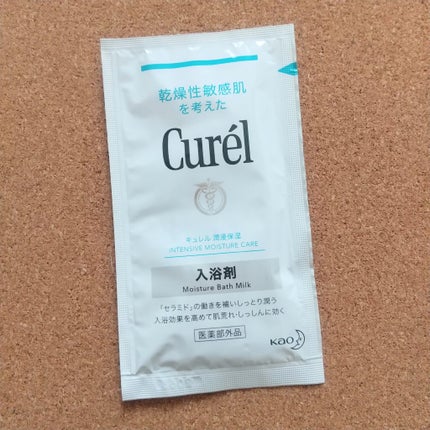 乾燥性敏感肌
を考えた
Curél
キュレル 潤浸保湿
INTENSIVE MOISTURE CARE
入浴剤
Moisture Bath Milk
「セラミド」の働きを補いしっとり潤う
入浴効果を高めて肌荒れ・しっしんに効く
医薬部外品
Kao